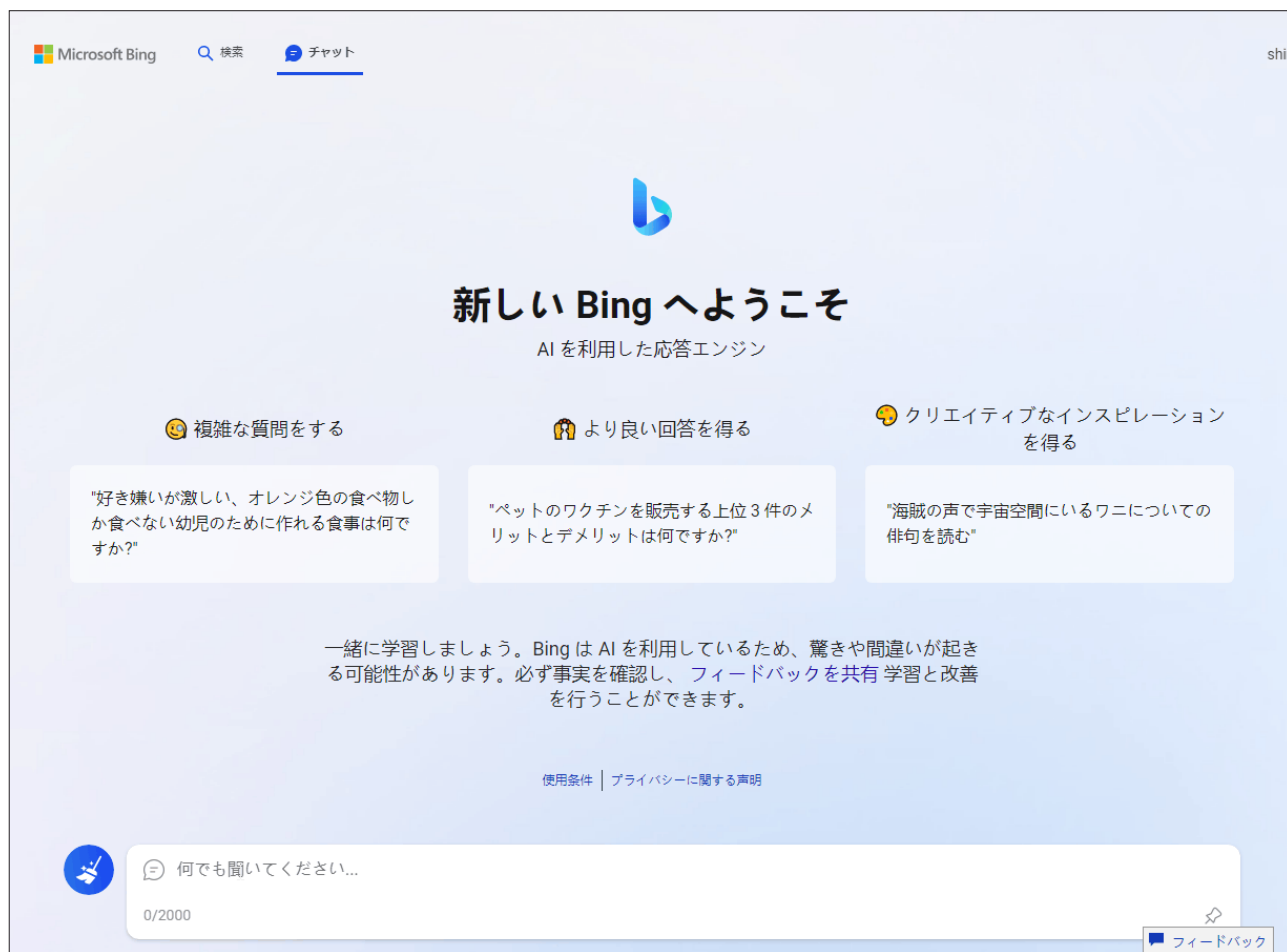 Microsoft Bing
検索
チャット
shi
新しい Bing へようこそ
AI を利用した応答エンジン
複雑な質問をする
"好き嫌いが激しい、オレンジ色の食べ物し
か食べない幼児のために作れる食事は何で
すか?"
より良い回答を得る
"ペットのワクチンを販売する上位 3 件のメ
リットとデメリットは何ですか?"
クリエイティブなインスピレーション
を得る
"海賊の声で宇宙空間にいるワニについての
俳句を読む"
一緒に学習しましょう。Bing は AI を利用しているため、驚きや間違いが起き
る可能性があります。必ず事実を確認し、 フィードバックを共有 学習と改善
を行うことができます。
使用条件
プライバシーに関する声明
何でも聞いてください...
0/2000
フィードバック